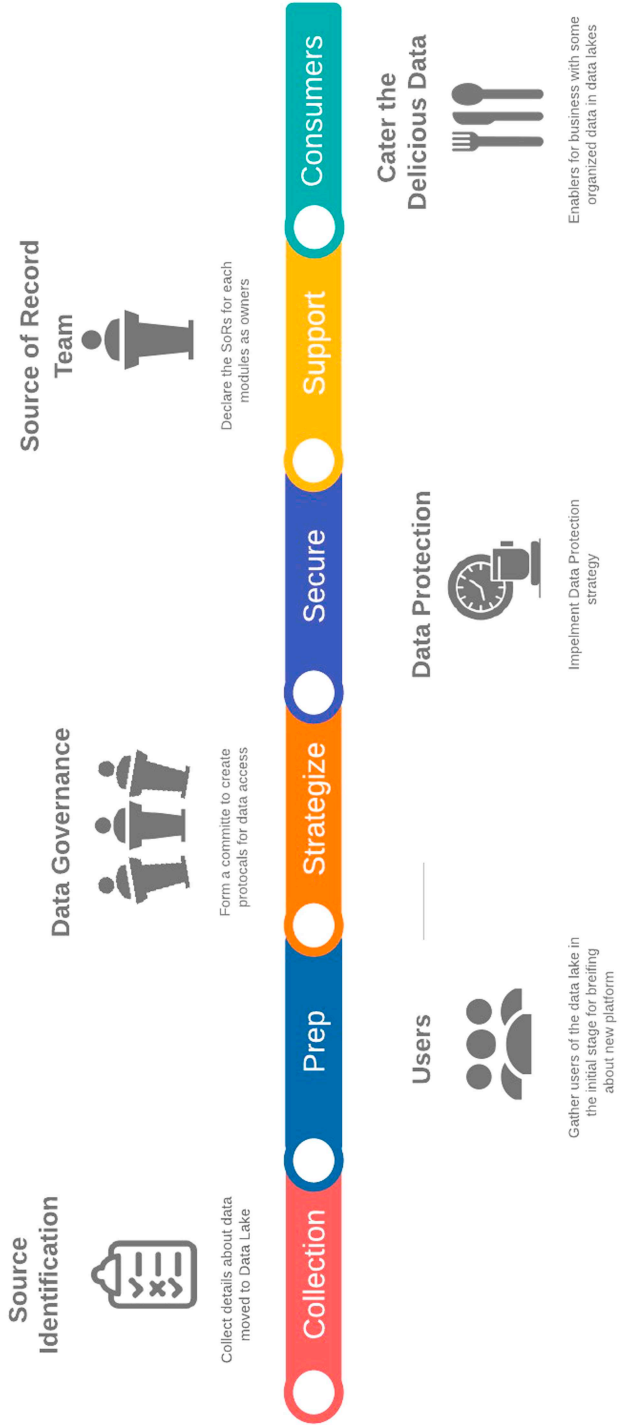 Source
Identification
Collect details about data
moved to Data Lake
Collection
Prep
Users
Gather users of the data lake in
the initial stage for breifing
about new platform
Data Governance
Form a committe to create
protocals for data access
Strategize
Secure
Data Protection
Impelment Data Protection
strategy
Source of Record
Team
Declare the SoRs for each
modules as owners
Support
Consumers
Cater the
Delicious Data
Enablers for business with some
organized data in data lakes